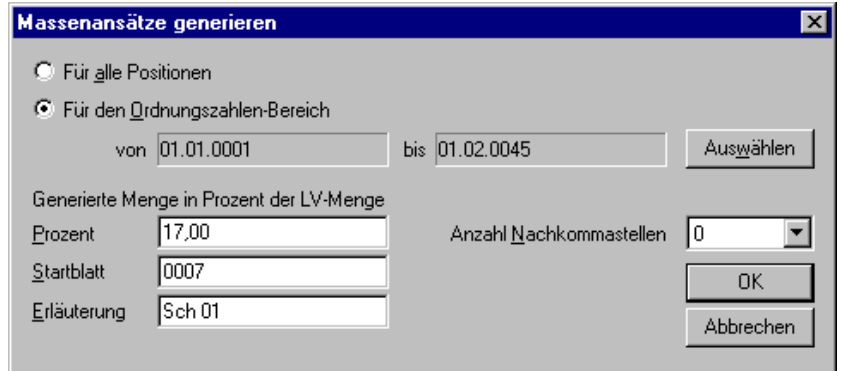 Massenansätze generieren
Für alle Positionen
Für den Ordnungszahlen-Bereich
von 01.01.0001 bis 01.02.0045 Auswählen
Generierte Menge in Prozent der LV-Menge
Prozent 17,00 Anzahl Nachkommastellen 0
Startblatt 0007 OK
Erläuterung Sch 01 Abbrechen